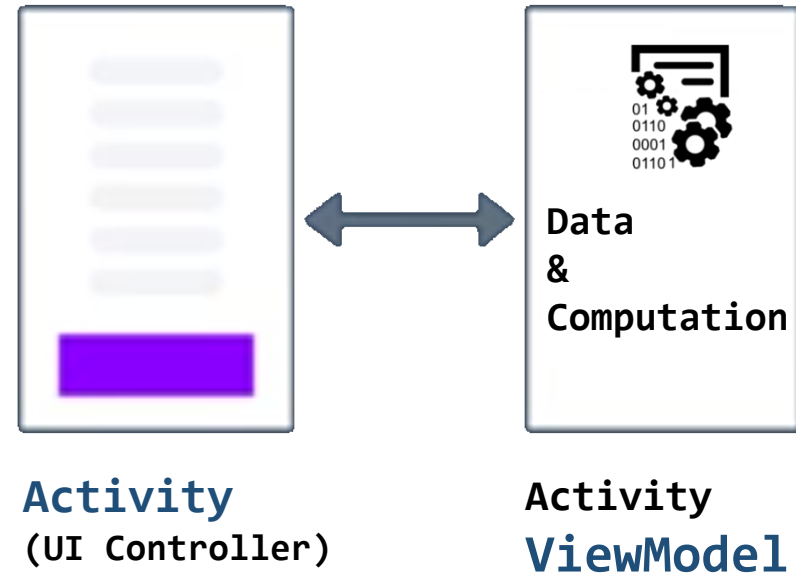 01
0110
0001
01101
Data
&
Computation
Activity
(UI Controller)
Activity
ViewModel